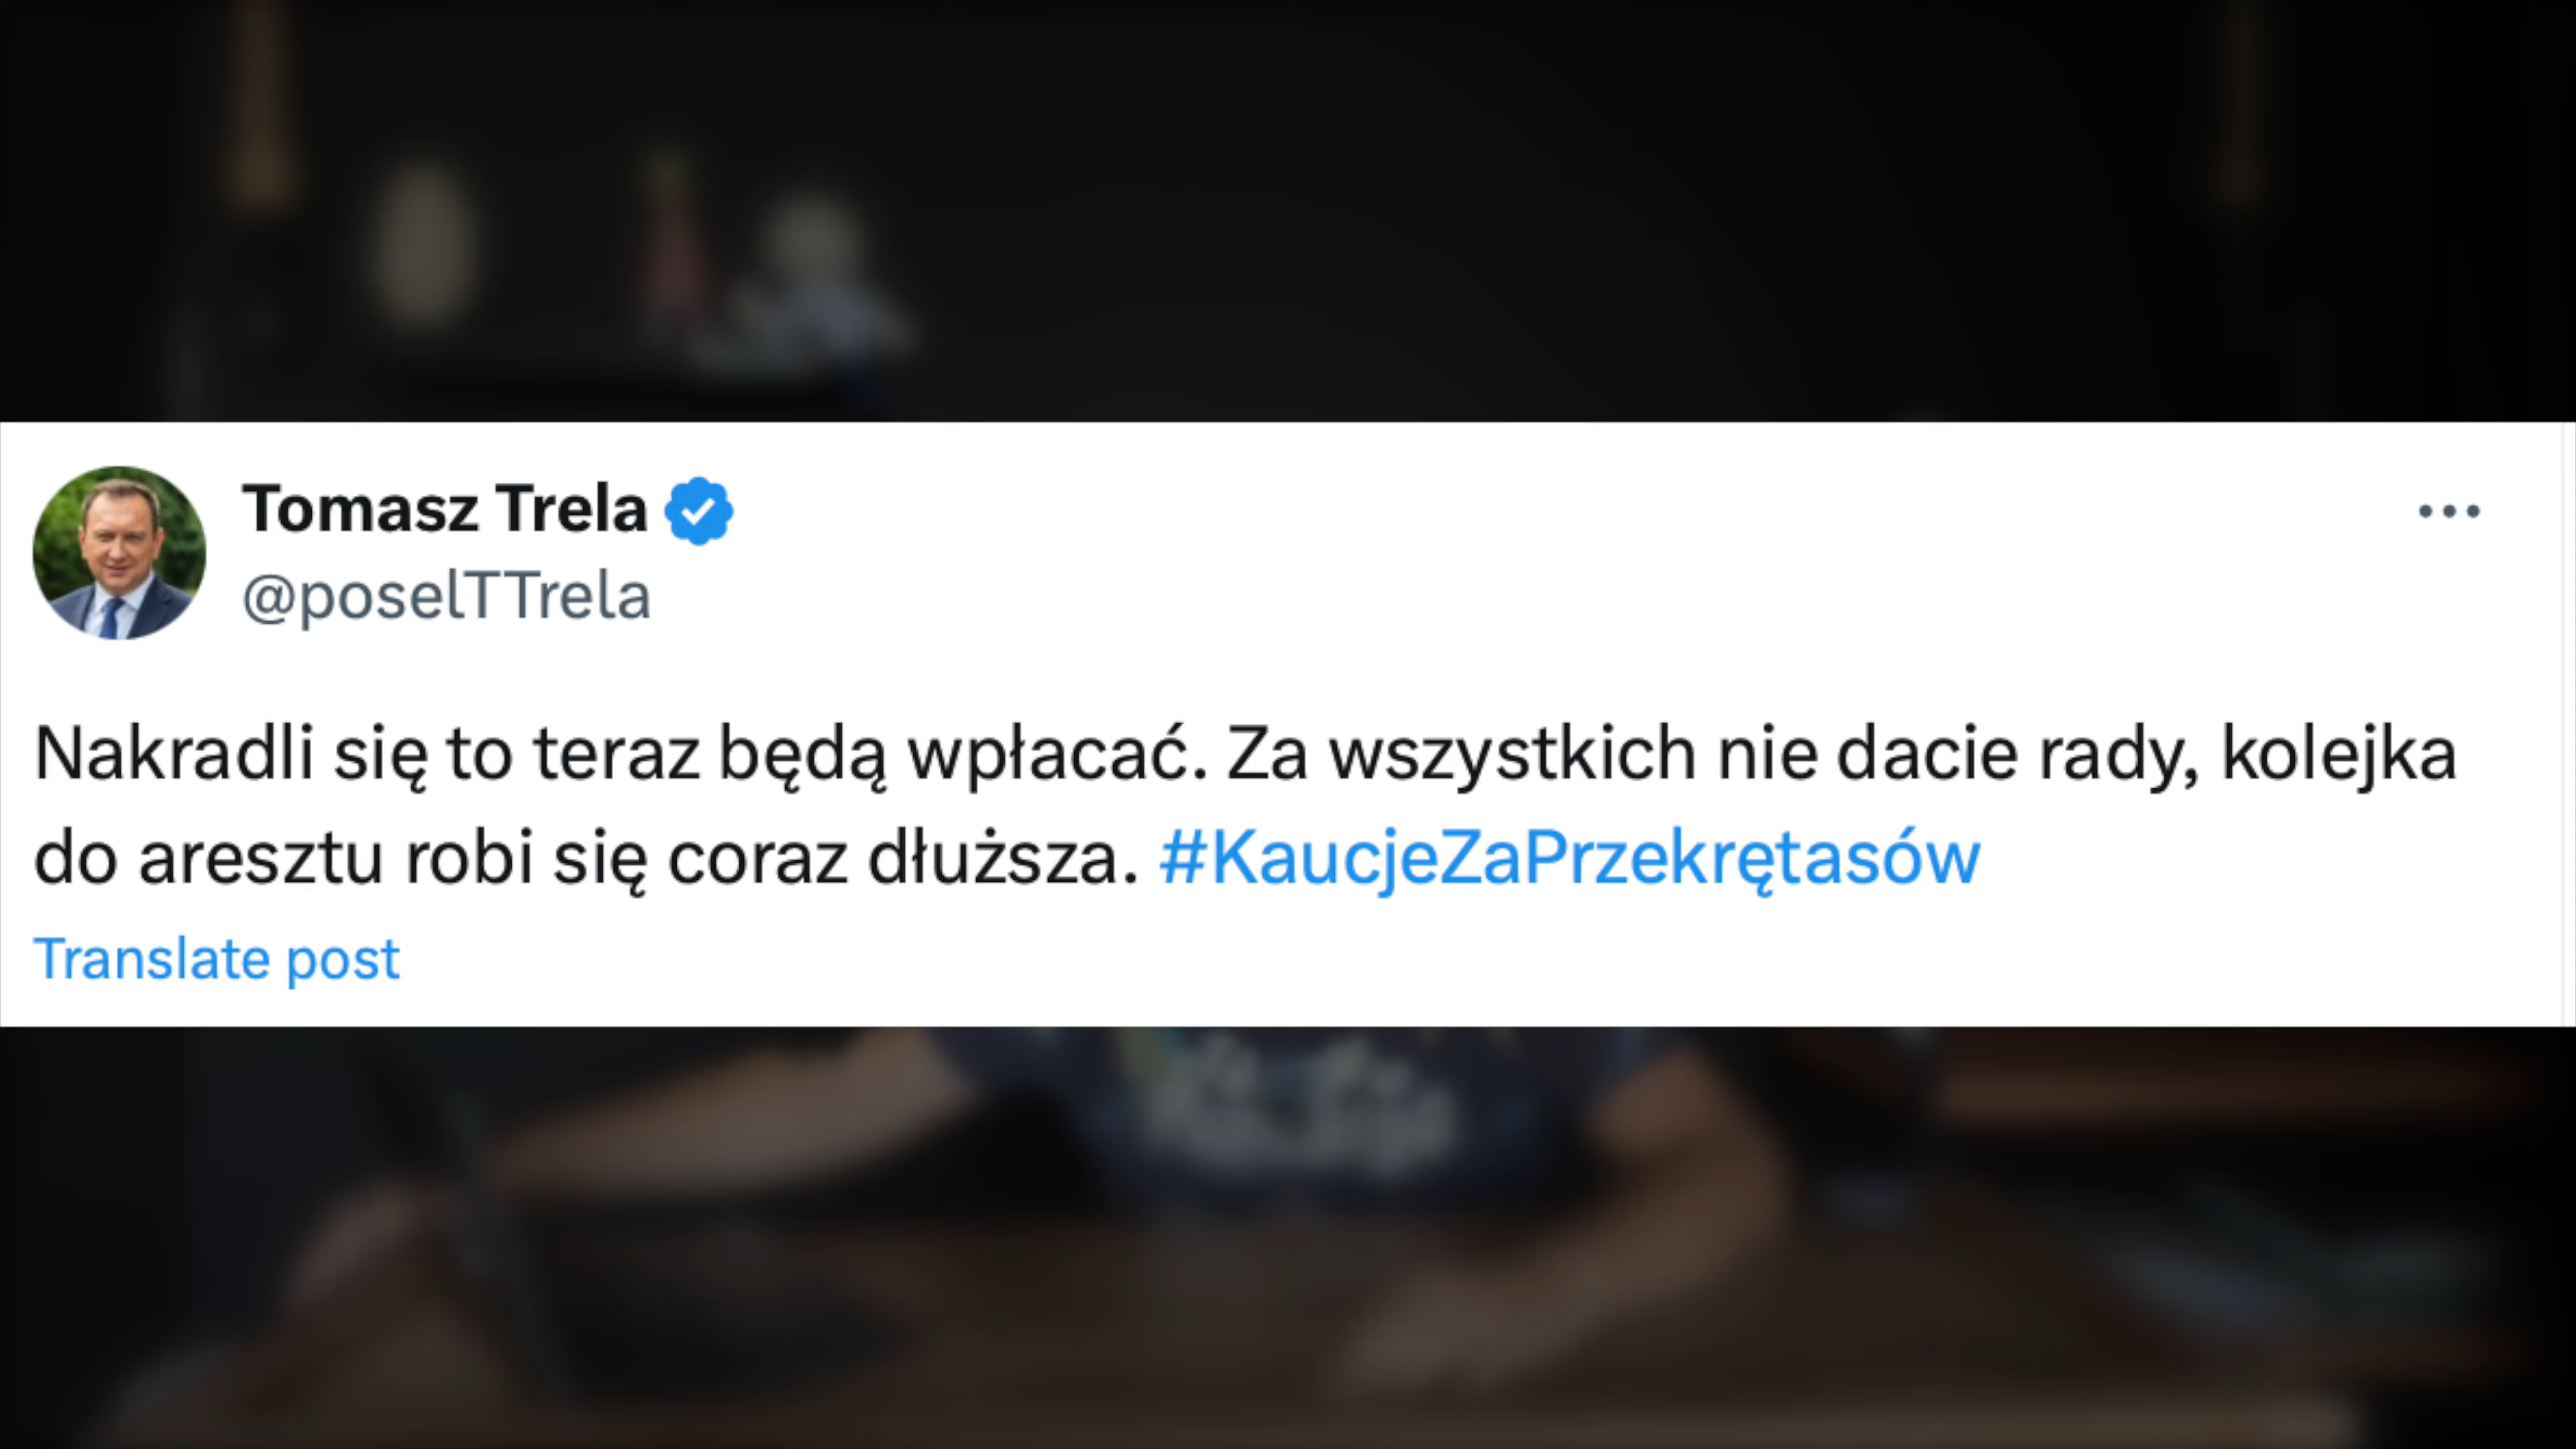 Tomasz Trela
@poselTTrela
Nakradli się to teraz będą wpłacać. Za wszystkich nie dacie rady, kolejka
do aresztu robi się coraz dłuższa. #KaucjeZaPrzekrętasów
Translate post